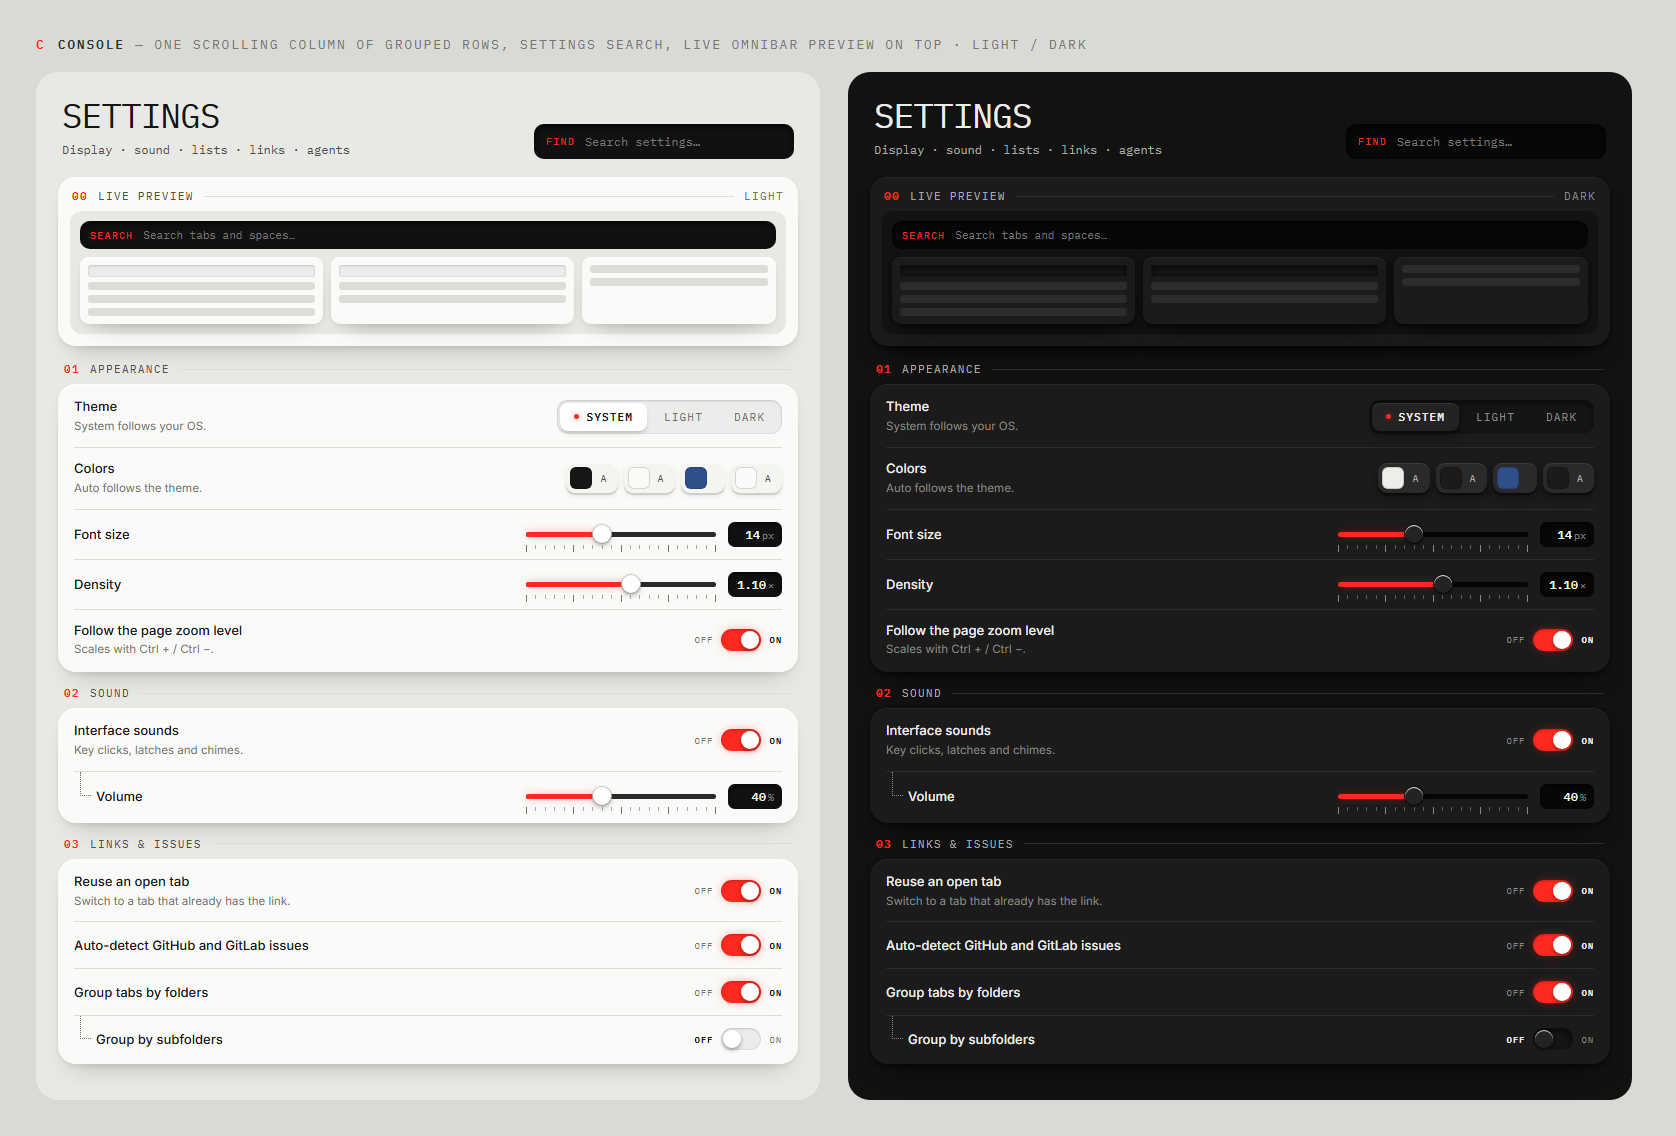 C CONSOLE — ONE SCROLLING COLUMN OF GROUPED ROWS, SETTINGS SEARCH, LIVE OMNIBAR PREVIEW ON TOP · LIGHT / DARK
SETTINGS
Display · sound · lists · links · agents
FIND Search settings…
00 LIVE PREVIEW LIGHT
SEARCH Search tabs and spaces…
01 APPEARANCE
Theme
System follows your OS.
SYSTEM LIGHT DARK
Colors
Auto follows the theme.
A A A
Font size
14 px
Density
1.10 ×
Follow the page zoom level
Scales with Ctrl + / Ctrl −.
OFF ON
02 SOUND
Interface sounds
Key clicks, latches and chimes.
OFF ON
Volume
40 %
03 LINKS & ISSUES
Reuse an open tab
Switch to a tab that already has the link.
OFF ON
Auto-detect GitHub and GitLab issues
OFF ON
Group tabs by folders
OFF ON
Group by subfolders
OFF ON
SETTINGS
Display · sound · lists · links · agents
FIND Search settings…
00 LIVE PREVIEW DARK
SEARCH Search tabs and spaces…
01 APPEARANCE
Theme
System follows your OS.
SYSTEM LIGHT DARK
Colors
Auto follows the theme.
A A A
Font size
14 px
Density
1.10 ×
Follow the page zoom level
Scales with Ctrl + / Ctrl −.
OFF ON
02 SOUND
Interface sounds
Key clicks, latches and chimes.
OFF ON
Volume
40 %
03 LINKS & ISSUES
Reuse an open tab
Switch to a tab that already has the link.
OFF ON
Auto-detect GitHub and GitLab issues
OFF ON
Group tabs by folders
OFF ON
Group by subfolders
OFF ON